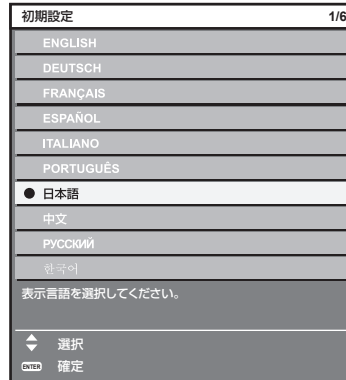 初期設定 1/6
ENGLISH
DEUTSCH
FRANÇAIS
ESPAÑOL
ITALIANO
PORTUGUÊS
日本語
中文
РУССКИЙ
한국어
表示言語を選択してください。
選択
ENTER 確定